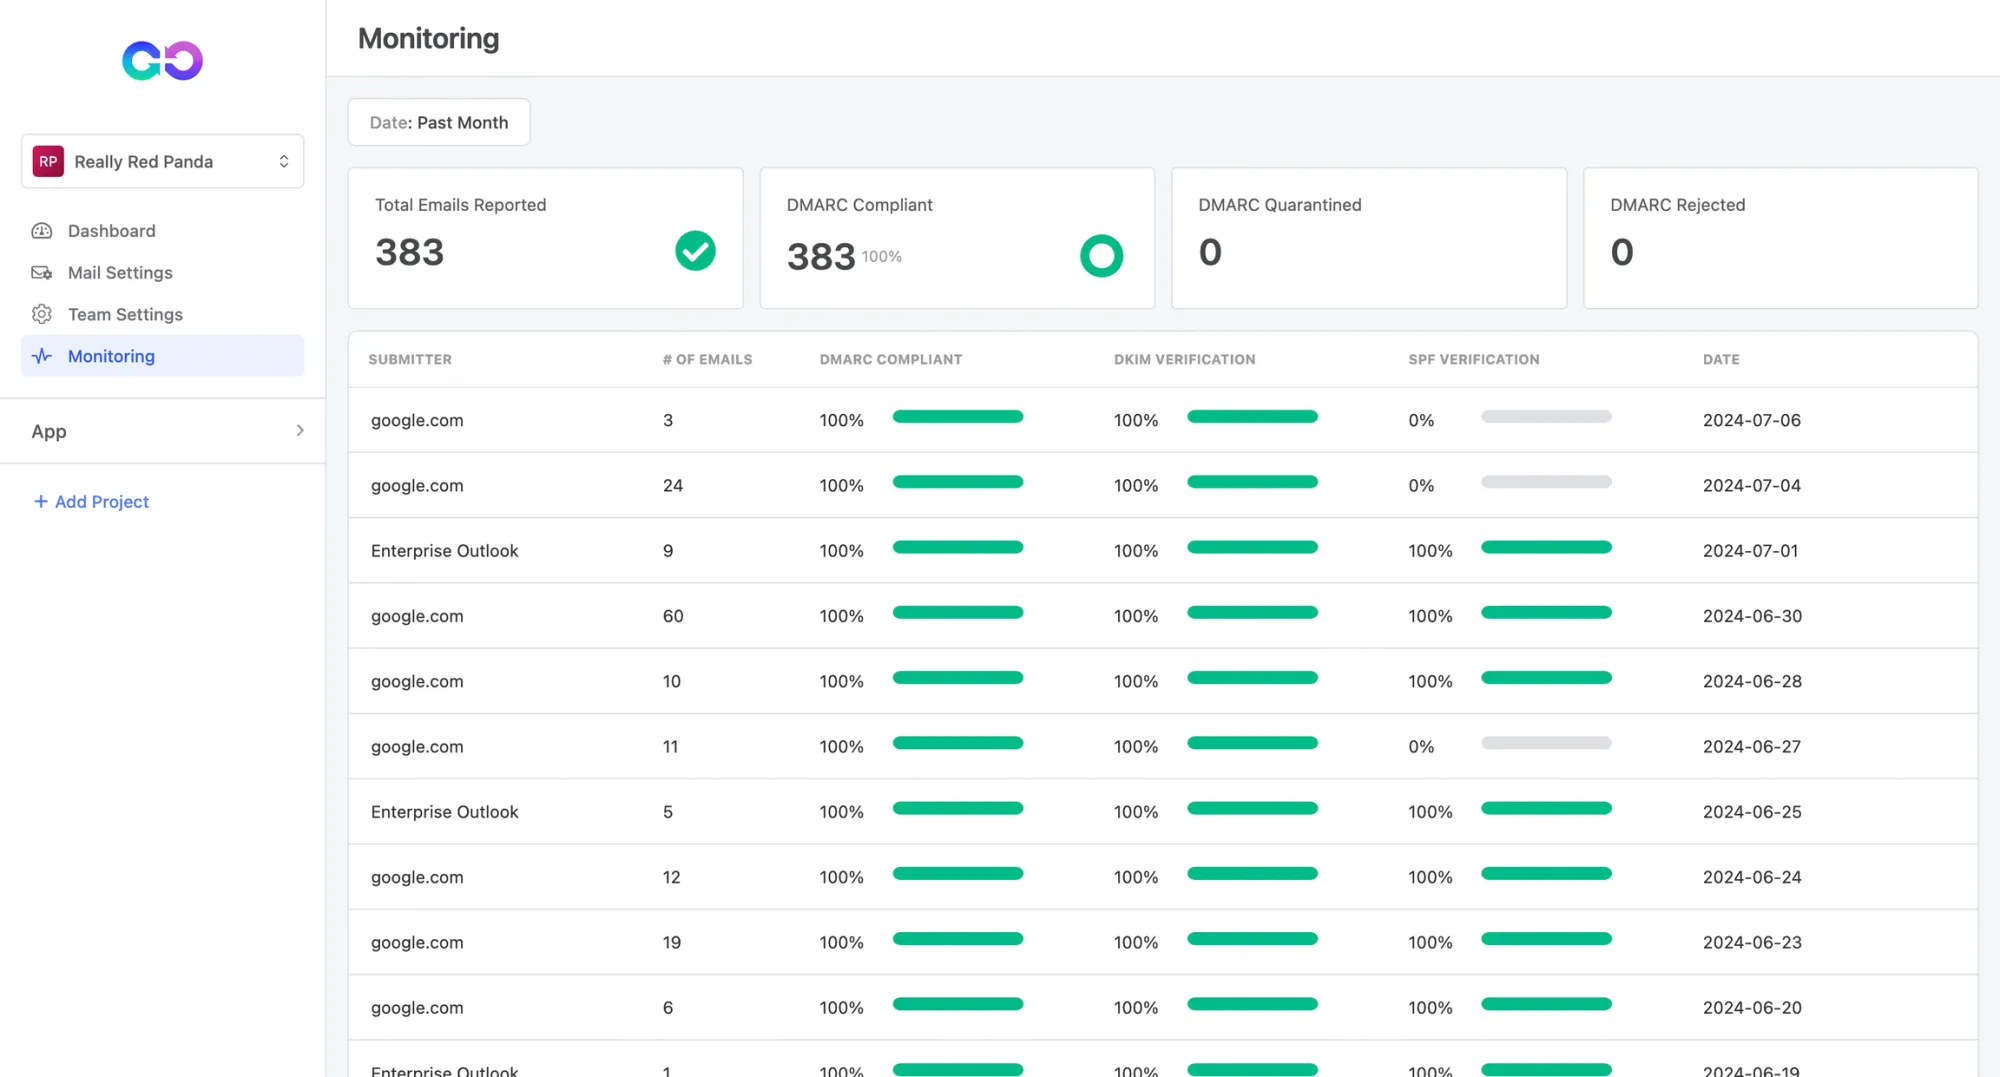 Monitoring
RP Really Red Panda
Dashboard
Mail Settings
Team Settings
Monitoring
App
+ Add Project
Date: Past Month
Total Emails Reported
383
DMARC Compliant
383 100%
DMARC Quarantined
0
DMARC Rejected
0
SUBMITTER # OF EMAILS DMARC COMPLIANT DKIM VERIFICATION SPF VERIFICATION DATE
google.com 3 100% 100% 0% 2024-07-06
google.com 24 100% 100% 0% 2024-07-04
Enterprise Outlook 9 100% 100% 100% 2024-07-01
google.com 60 100% 100% 100% 2024-06-30
google.com 10 100% 100% 100% 2024-06-28
google.com 11 100% 100% 0% 2024-06-27
Enterprise Outlook 5 100% 100% 100% 2024-06-25
google.com 12 100% 100% 100% 2024-06-24
google.com 19 100% 100% 100% 2024-06-23
google.com 6 100% 100% 100% 2024-06-20
Enterprise Outlook 1 100% 100% 100% 2024-06-19